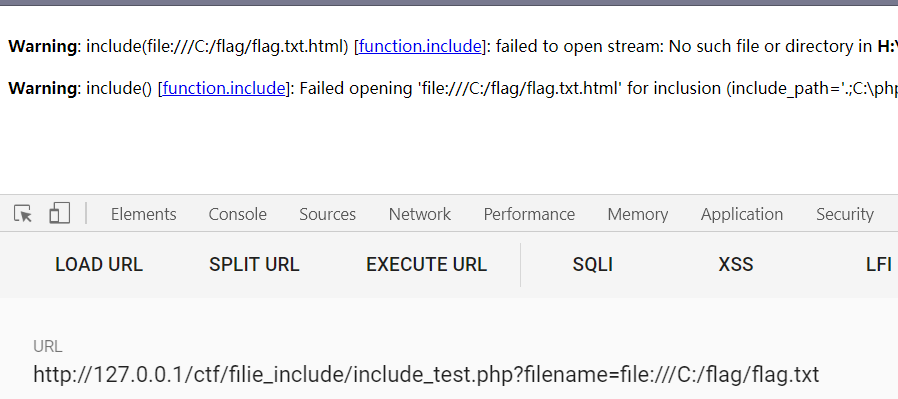 Warning: include(file:///C:/flag/flag.txt.html) [function.include]: failed to open stream: No such file or directory in H:\
Warning: include() [function.include]: Failed opening 'file:///C:/flag/flag.txt.html' for inclusion (include_path='.;C:\php
Elements Console Sources Network Performance Memory Application Security
LOAD URL SPLIT URL EXECUTE URL SQLI XSS LFI
URL
http://127.0.0.1/ctf/filie_include/include_test.php?filename=file:///C:/flag/flag.txt